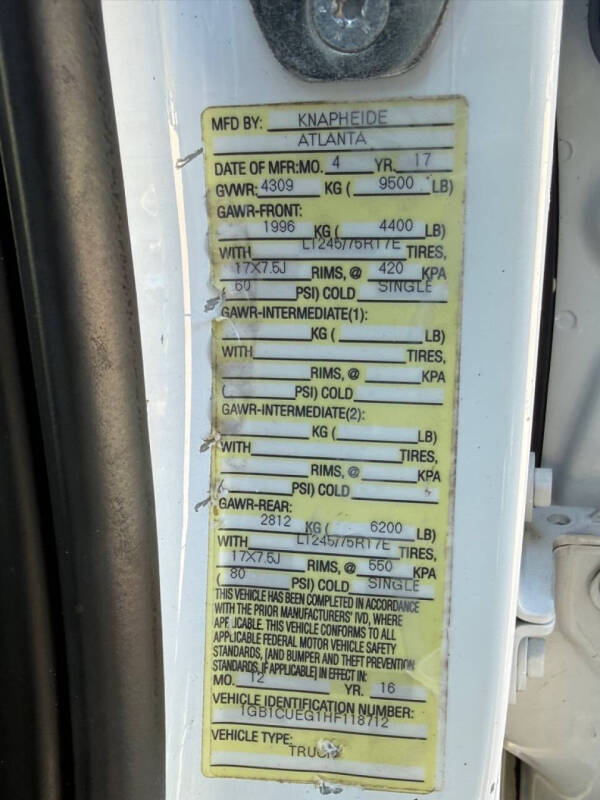 MFD BY: KNAPHEIDE
ATLANTA
DATE OF MFR:MO. 4 YR. 17
GVWR: 4309 KG ( 9500 LB)
GAWR-FRONT:
1996 KG ( 4400 LB)
WITH LT245/75R17E TIRES,
17X7.5J RIMS, @ 420 KPA
( 60 PSI) COLD SINGLE
GAWR-INTERMEDIATE(1):
KG ( LB)
WITH TIRES,
RIMS, @ KPA
( PSI) COLD
GAWR-INTERMEDIATE(2):
KG ( LB)
WITH TIRES,
RIMS, @ KPA
( PSI) COLD
GAWR-REAR:
2812 KG ( 6200 LB)
WITH LT245/75R17E TIRES,
17X7.5J RIMS, @ 550 KPA
( 80 PSI) COLD SINGLE
THIS VEHICLE HAS BEEN COMPLETED IN ACCORDANCE
WITH THE PRIOR MANUFACTURERS' IVD, WHERE
APPLICABLE. THIS VEHICLE CONFORMS TO ALL
APPLICABLE FEDERAL MOTOR VEHICLE SAFETY
STANDARDS, [AND BUMPER AND THEFT PREVENTION
STANDARDS, IF APPLICABLE] IN EFFECT IN:
MO. 12 YR. 16
VEHICLE IDENTIFICATION NUMBER:
1GB1CUEG1HF118712
VEHICLE TYPE:
TRUCK